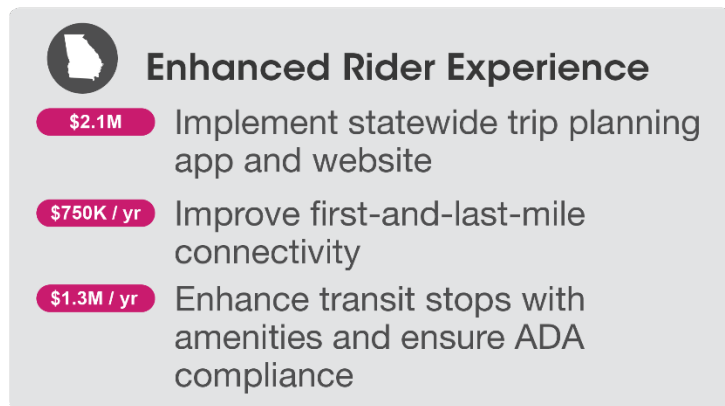 Enhanced Rider Experience
$2.1M Implement statewide trip planning
app and website
$750K / yr Improve first-and-last-mile
connectivity
$1.3M / yr Enhance transit stops with
amenities and ensure ADA
compliance